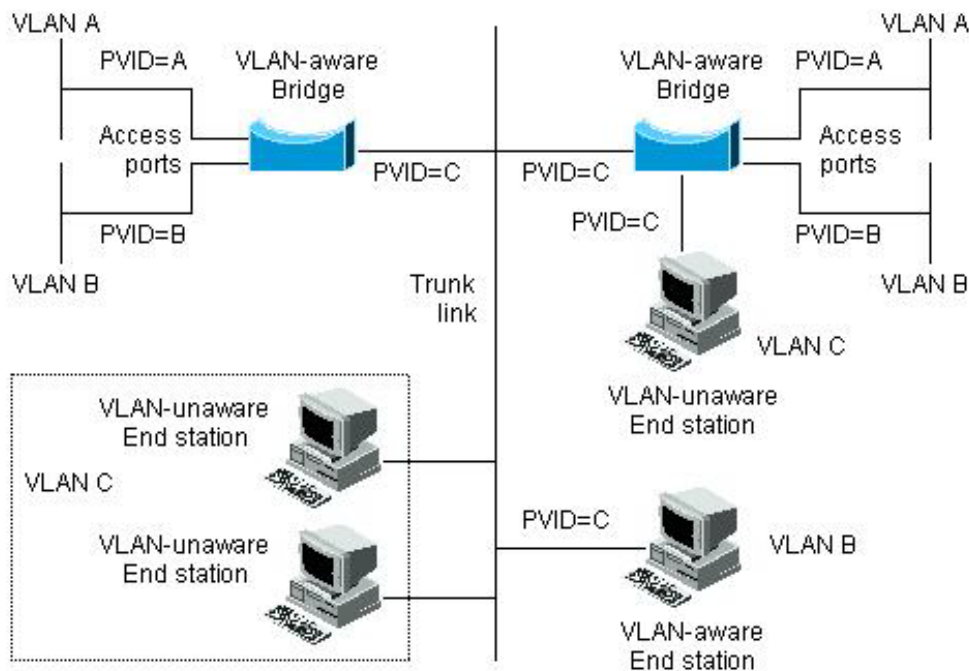 VLAN A
PVID=A
VLAN-aware
Bridge
Access
ports
PVID=C
PVID=B
VLAN B
VLAN-aware
Bridge
PVID=A
VLAN A
Access
ports
PVID=C
PVID=C
PVID=B
VLAN B
Trunk
link
VLAN C
VLAN-unaware
End station
VLAN-unaware
End station
VLAN C
VLAN-unaware
End station
PVID=C
VLAN B
VLAN-aware
End station